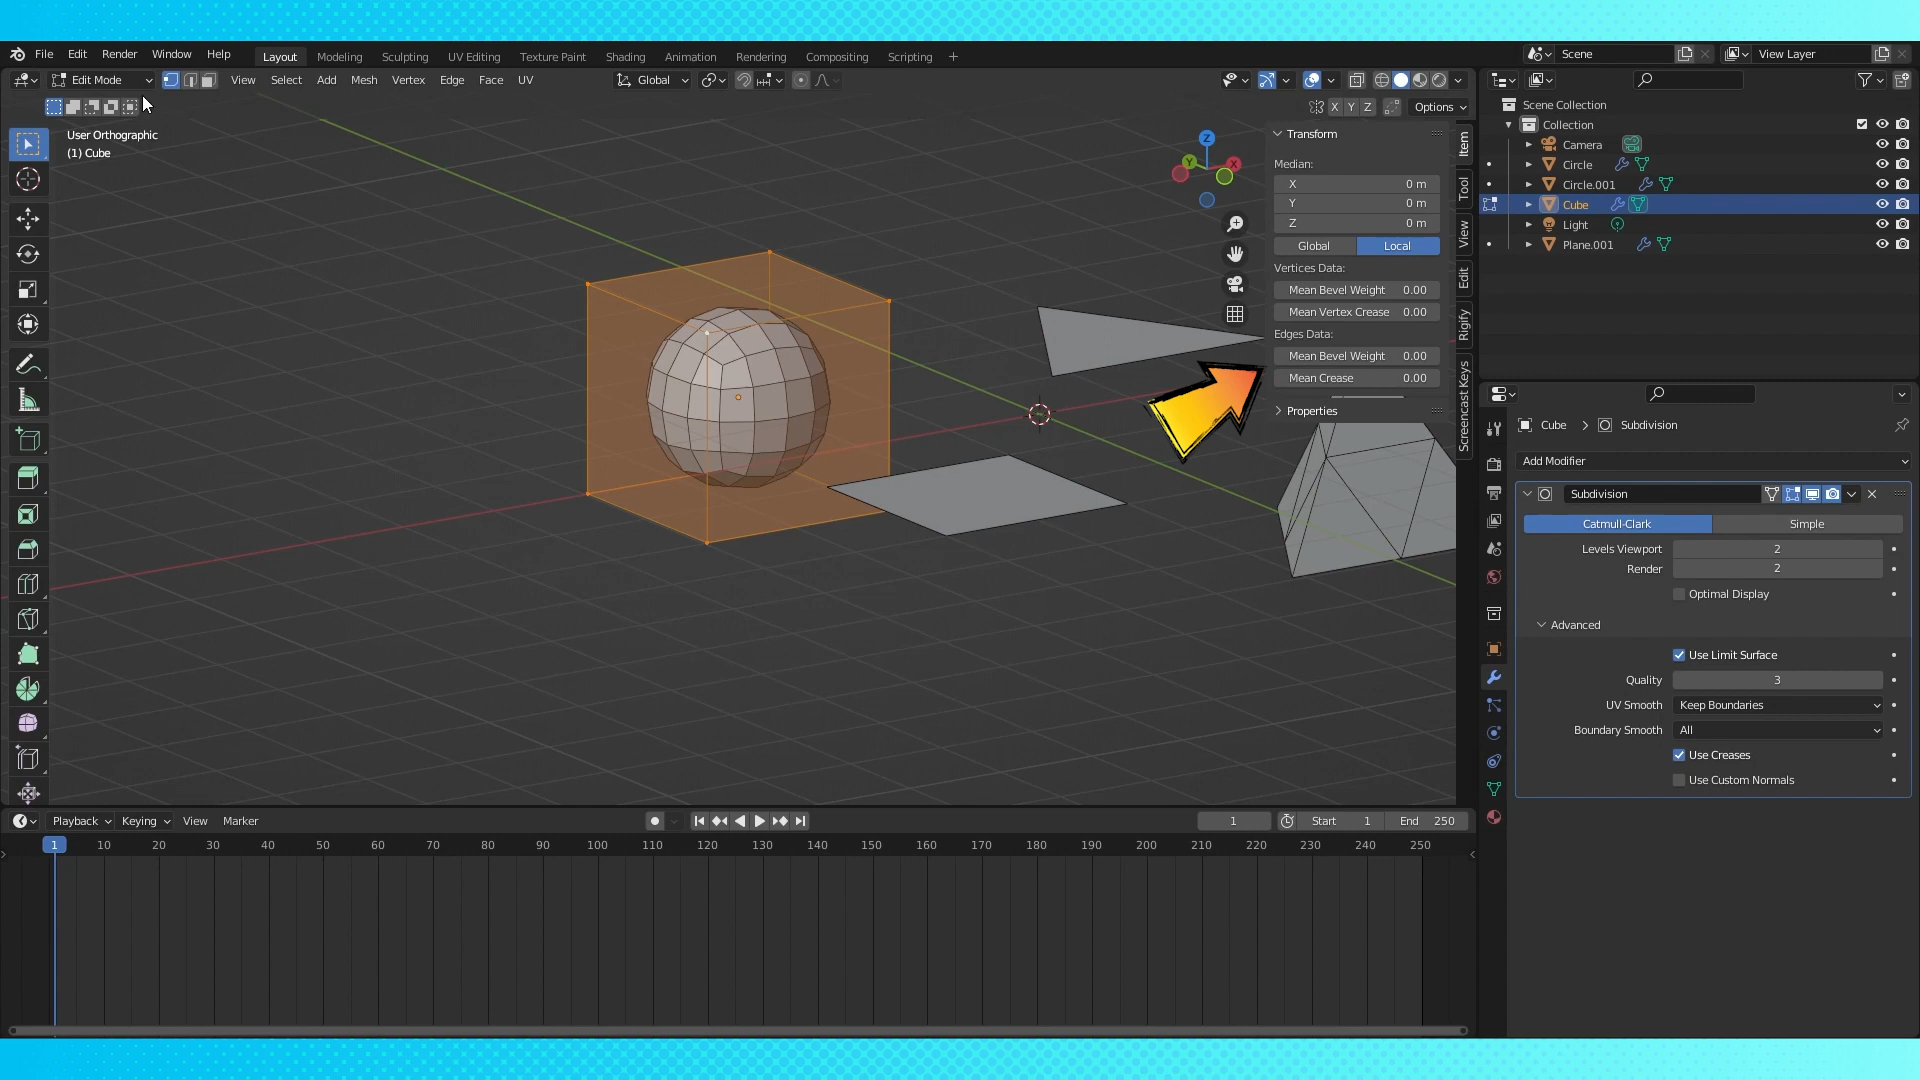 File Edit Render Window Help Layout Modeling Sculpting UV Editing Texture Paint Shading Animation Rendering Compositing Scripting + Scene View Layer
Edit Mode View Select Add Mesh Vertex Edge Face UV Global
X Y Z Options
User Orthographic
(1) Cube
Z
Y
X
Transform
Median:
X 0 m
Y 0 m
Z 0 m
Global Local
Vertices Data:
Mean Bevel Weight 0.00
Mean Vertex Crease 0.00
Edges Data:
Mean Bevel Weight 0.00
Mean Crease 0.00
Properties
Item
Tool
View
Edit
Rigify
Screencast Keys
Scene Collection
Collection
Camera
Circle
Circle.001
Cube
Light
Plane.001
Cube > Subdivision
Add Modifier
Subdivision
Catmull-Clark Simple
Levels Viewport 2
Render 2
Optimal Display
Advanced
Use Limit Surface
Quality 3
UV Smooth Keep Boundaries
Boundary Smooth All
Use Creases
Use Custom Normals
Playback Keying View Marker 1 Start 1 End 250
1 10 20 30 40 50 60 70 80 90 100 110 120 130 140 150 160 170 180 190 200 210 220 230 240 250